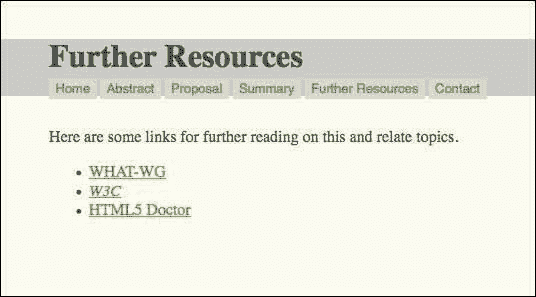 Further Resources
Home Abstract Proposal Summary Further Resources Contact
Here are some links for further reading on this and relate topics.
WHAT-WG
W3C
HTML5 Doctor